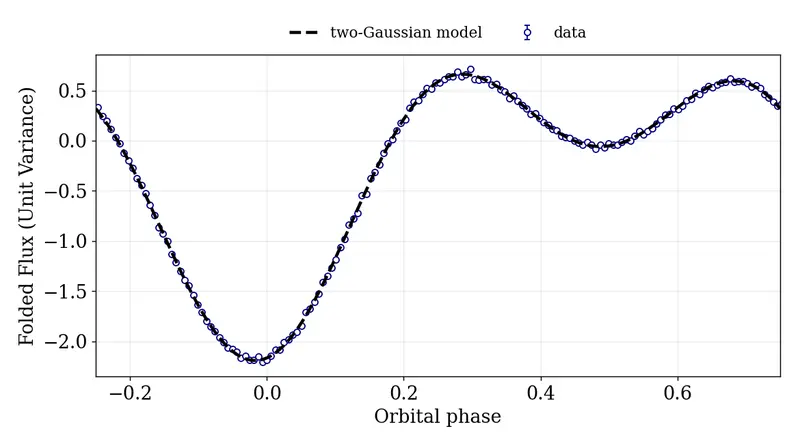 two-Gaussian model
data
0.5
0.0
−0.5
−1.0
−1.5
−2.0
Folded Flux (Unit Variance)
−0.2
0.0
0.2
0.4
0.6
Orbital phase